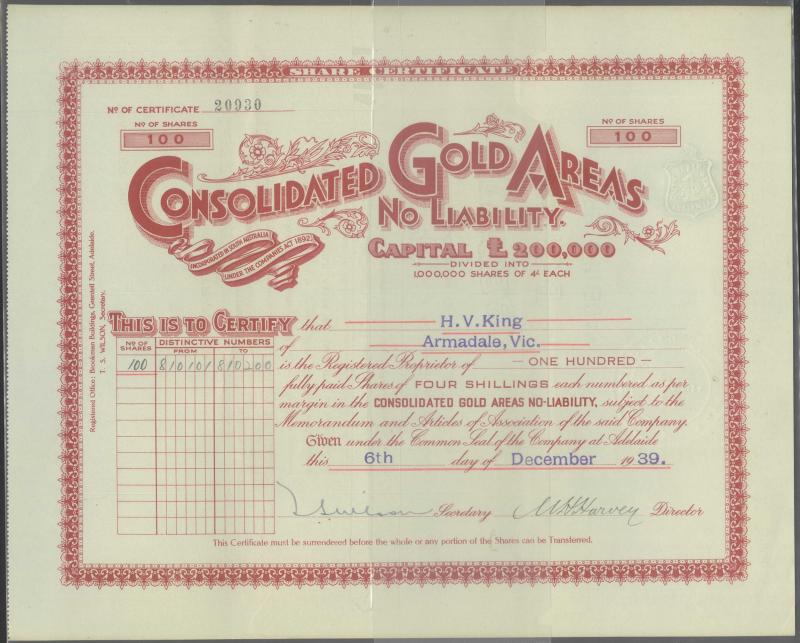 SHARE CERTIFICATE
No OF CERTIFICATE 20930
No OF SHARES
100
No OF SHARES
100
CONSOLIDATED GOLD AREAS
NO LIABILITY.
INCORPORATED IN SOUTH AUSTRALIA
UNDER THE COMPANIES ACT 1892
CAPITAL £200,000
DIVIDED INTO
1,000,000 SHARES OF 4/- EACH
Registered Office: Brookman Buildings, Grenfell Street, Adelaide.
T. S. WILSON, Secretary.
THIS IS TO CERTIFY that H.V.King
of Armadale, Vic.
No OF SHARES DISTINCTIVE NUMBERS
FROM TO
100 810101 810200
is the Registered Proprietor of — ONE HUNDRED —
fully paid Shares of FOUR SHILLINGS each numbered as per
margin in the CONSOLIDATED GOLD AREAS NO-LIABILITY, subject to the
Memorandum and Articles of Association of the said Company.
Given under the Common Seal of the Company at Adelaide
this 6th day of December 1939.
T S Wilson Secretary M H Harvey Director
This Certificate must be surrendered before the whole or any portion of the Shares can be Transferred.